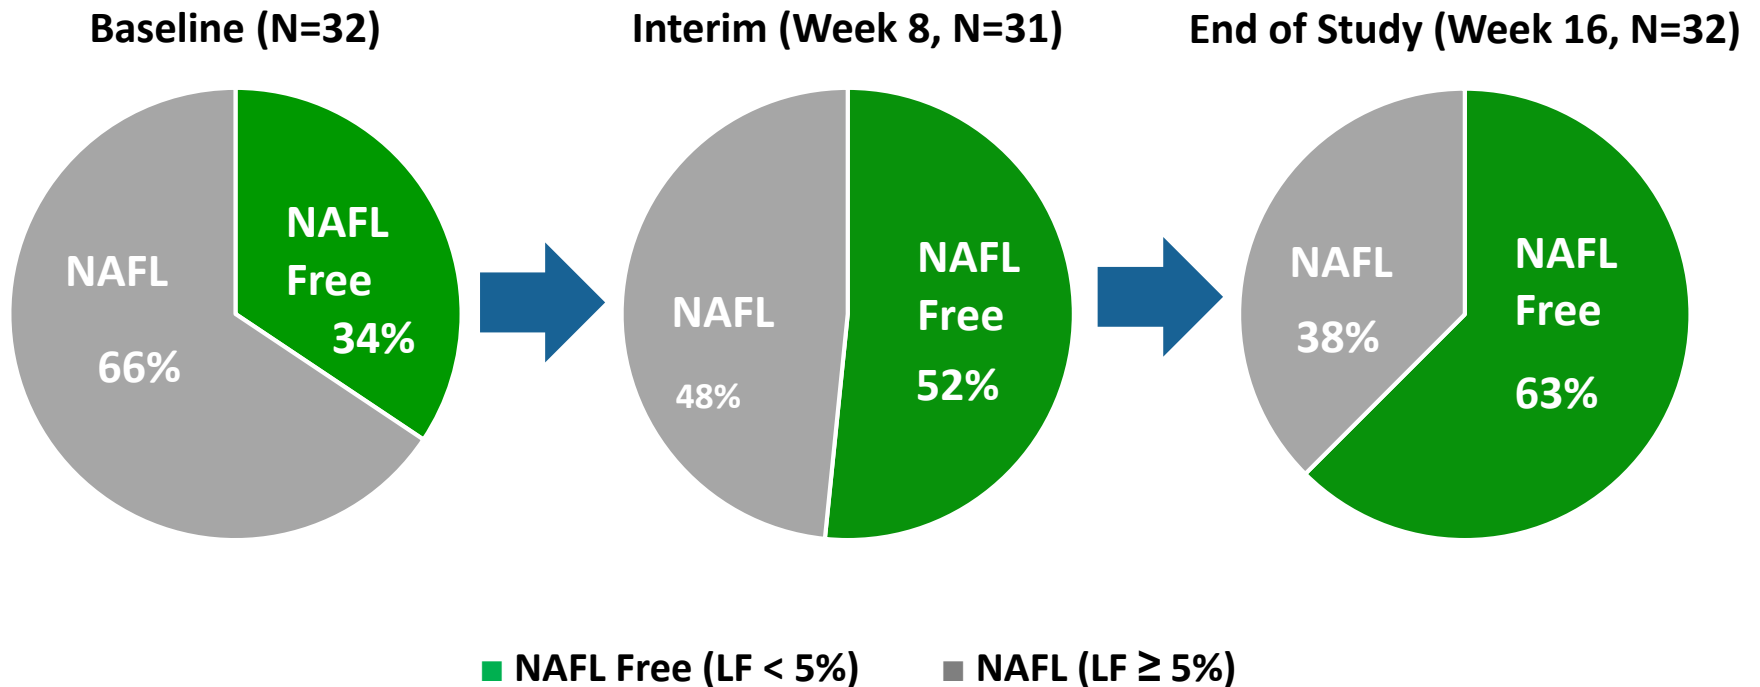 Baseline (N=32)
Interim (Week 8, N=31)
End of Study (Week 16, N=32)
NAFL
66%
NAFL
Free
34%
NAFL
48%
NAFL
Free
52%
NAFL
38%
NAFL
Free
63%
NAFL Free (LF < 5%)
NAFL (LF ≥ 5%)